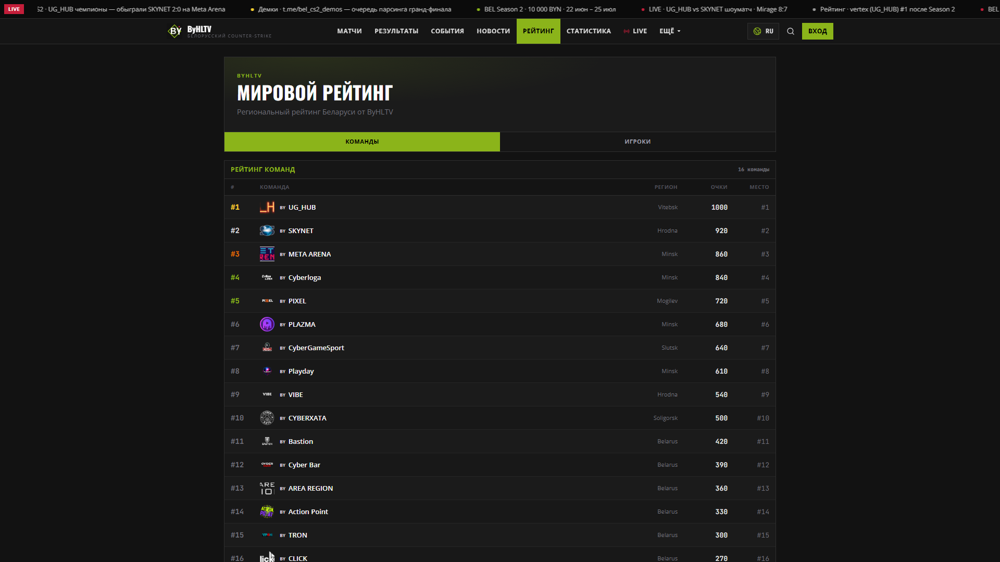 LIVE
S2 · UG_HUB чемпионы — обыграли SKYNET 2:0 на Meta Arena
Демки · t.me/bel_cs2_demos — очередь парсинга гранд-финала
BEL Season 2 · 10 000 BYN · 22 июн – 25 июл
LIVE · UG_HUB vs SKYNET шоуматч · Mirage 8:7
Рейтинг · vertex (UG_HUB) #1 после Season 2
BEL
BY
ByHLTV
БЕЛОРУССКИЙ COUNTER-STRIKE
МАТЧИ
РЕЗУЛЬТАТЫ
СОБЫТИЯ
НОВОСТИ
РЕЙТИНГ
СТАТИСТИКА
LIVE
ЕЩЁ
RU
ВХОД
BYHLTV
МИРОВОЙ РЕЙТИНГ
Региональный рейтинг Беларуси от ByHLTV
КОМАНДЫ
ИГРОКИ
РЕЙТИНГ КОМАНД
16 команды
# КОМАНДА РЕГИОН ОЧКИ МЕСТО
#1 BY UG_HUB Vitebsk 1000 #1
#2 BY SKYNET Hrodna 920 #2
#3 BY META ARENA Minsk 860 #3
#4 BY Cyberloga Minsk 840 #4
#5 PIXEL BY PIXEL Mogilev 720 #5
#6 BY PLAZMA Minsk 680 #6
#7 BY CyberGameSport Slutsk 640 #7
#8 BY Playday Minsk 610 #8
#9 VIBE BY VIBE Hrodna 540 #9
#10 BY CYBERXATA Soligorsk 500 #10
#11 BASTION BY Bastion Belarus 420 #11
#12 BY Cyber Bar Belarus 390 #12
#13 BY AREA REGION Belarus 360 #13
#14 BY Action Point Belarus 330 #14
#15 BY TRON Belarus 300 #15
#16 BY CLICK Belarus 270 #16